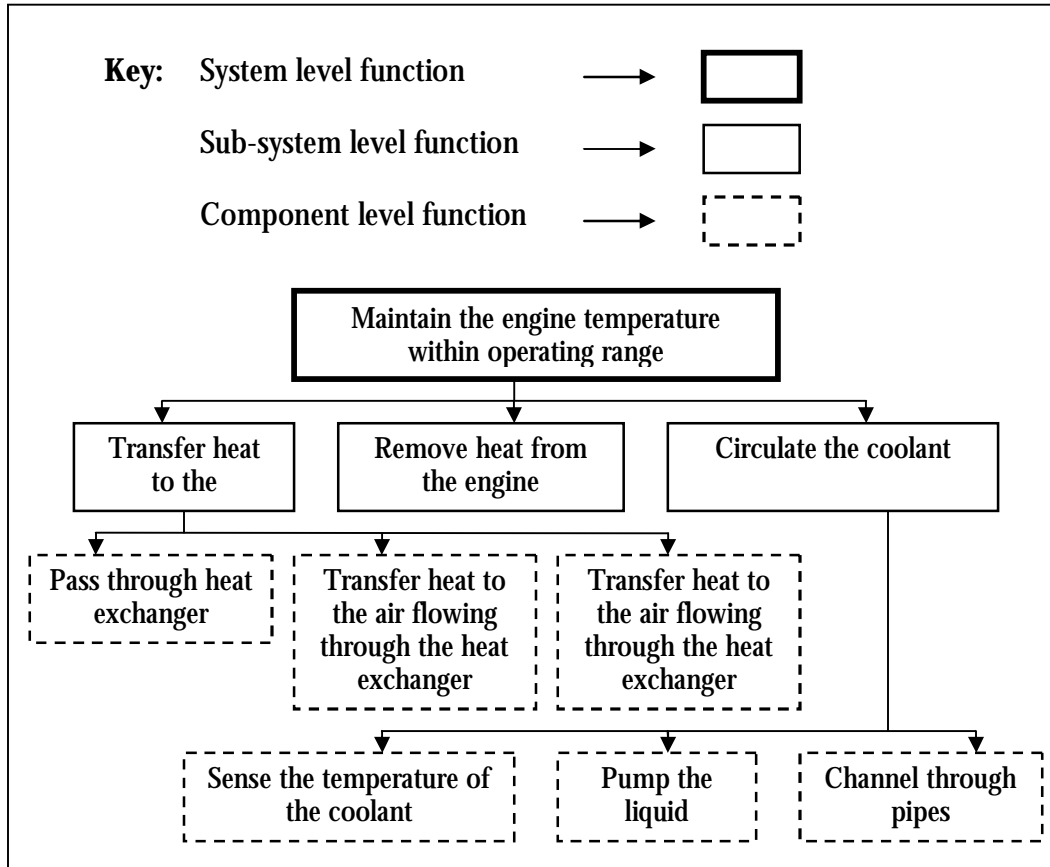 Key: System level function
Sub-system level function
Component level function
Maintain the engine temperature
within operating range
Transfer heat
to the
Remove heat from
the engine
Circulate the coolant
Pass through heat
exchanger
Transfer heat to
the air flowing
through the heat
exchanger
Transfer heat to
the air flowing
through the heat
exchanger
Sense the temperature of
the coolant
Pump the
liquid
Channel through
pipes